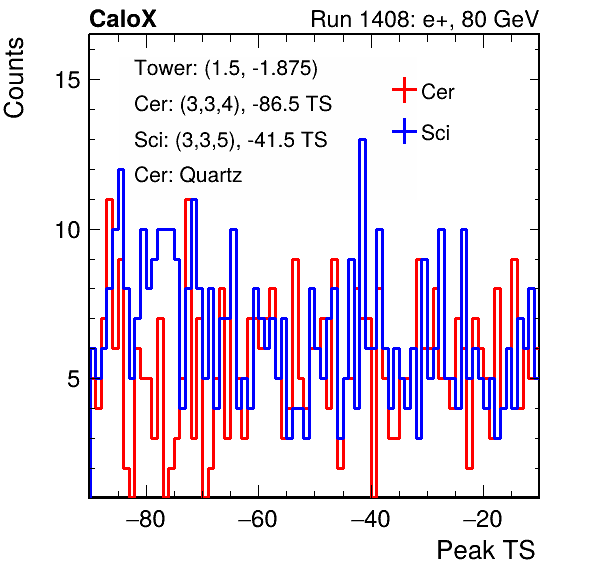 CaloX Run 1408: e+, 80 GeV
Counts
15
10
5
Tower: (1.5, -1.875)
Cer: (3,3,4), -86.5 TS
Sci: (3,3,5), -41.5 TS
Cer: Quartz
Cer
Sci
−80 −60 −40 −20
Peak TS